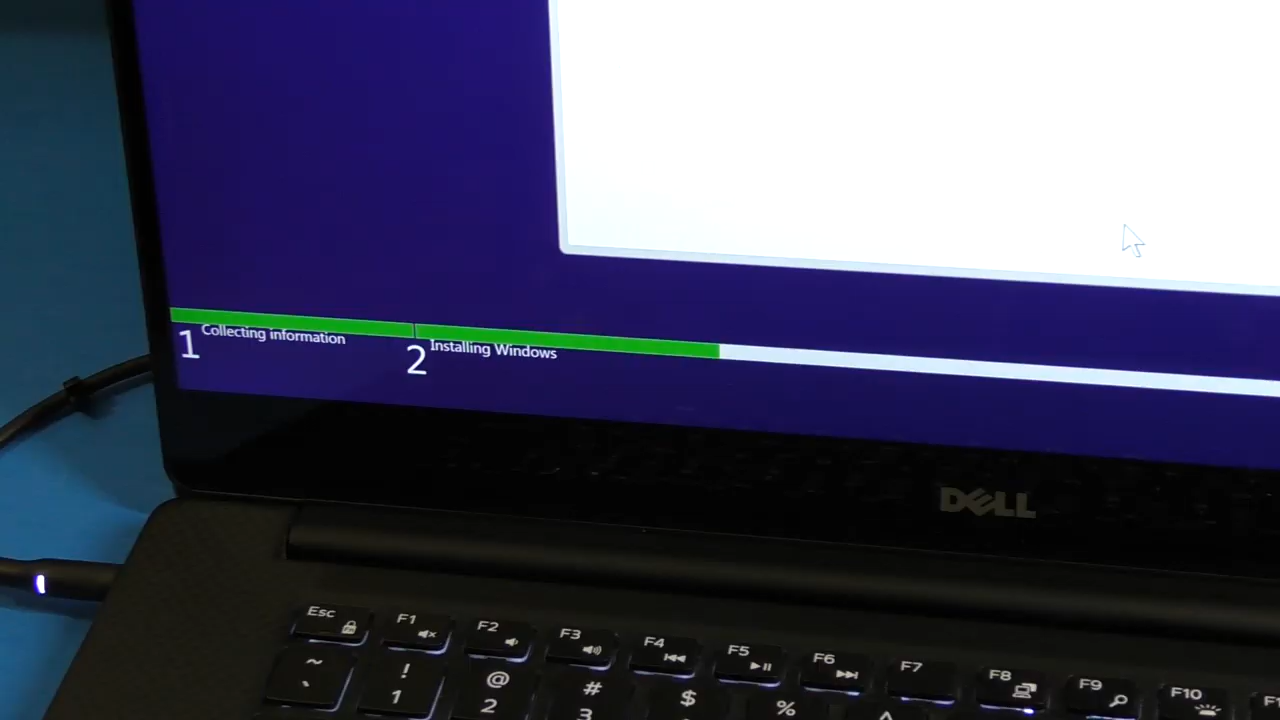 1 Collecting information
2 Installing Windows
DELL
Esc F1 F2 F3 F4 F5 F6 F7 F8 F9 F10
~ ! @ # $ % ^
` 1 2 3